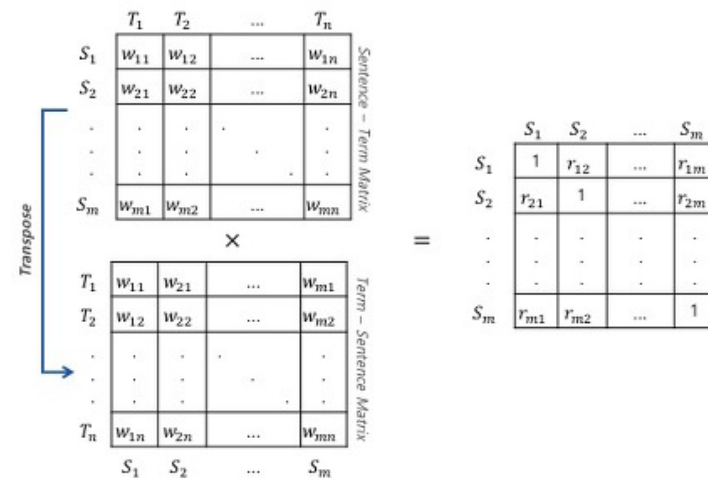 T₁ T₂ ... Tₙ
S₁ w₁₁ w₁₂ ... w₁ₙ
S₂ w₂₁ w₂₂ ... w₂ₙ
. . . . .
. . . . .
. . . . .
Sₘ wₘ₁ wₘ₂ ... wₘₙ
Sentence – Term Matrix
Transpose
×
T₁ w₁₁ w₂₁ ... wₘ₁
T₂ w₁₂ w₂₂ ... wₘ₂
. . . . .
. . . . .
. . . . .
Tₙ w₁ₙ w₂ₙ ... wₘₙ
S₁ S₂ ... Sₘ
Term – Sentence Matrix
=
S₁ S₂ ... Sₘ
S₁ 1 r₁₂ ... r₁ₘ
S₂ r₂₁ 1 ... r₂ₘ
. . . . .
. . . . .
. . . . .
Sₘ rₘ₁ rₘ₂ ... 1